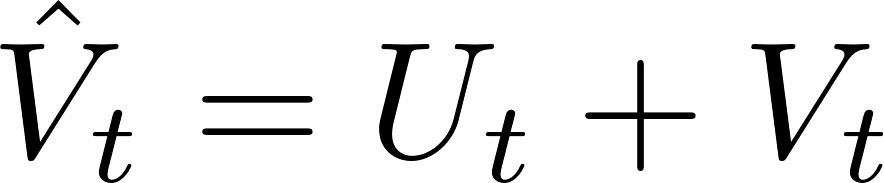 \hat{V}_t = U_t + V_t